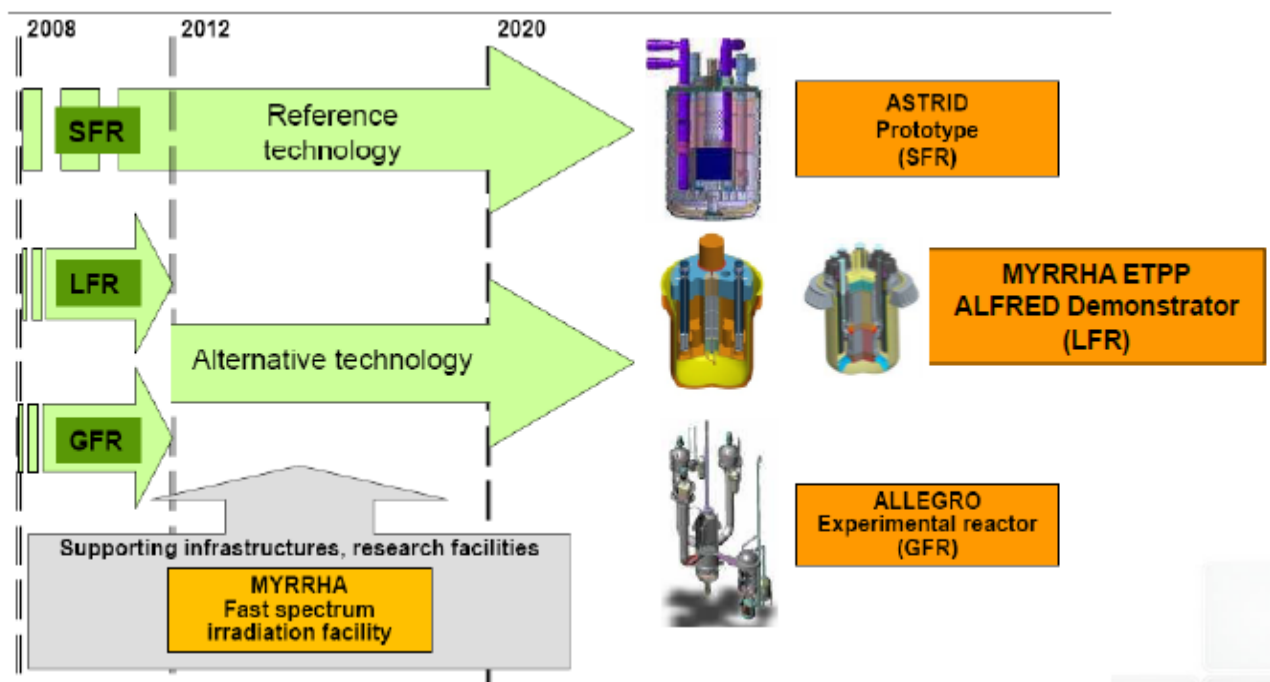 2008
2012
2020
SFR
Reference
technology
ASTRID
Prototype
(SFR)
LFR
Alternative technology
GFR
MYRRHA ETPP
ALFRED Demonstrator
(LFR)
ALLEGRO
Experimental reactor
(GFR)
Supporting infrastructures, research facilities
MYRRHA
Fast spectrum
irradiation facility